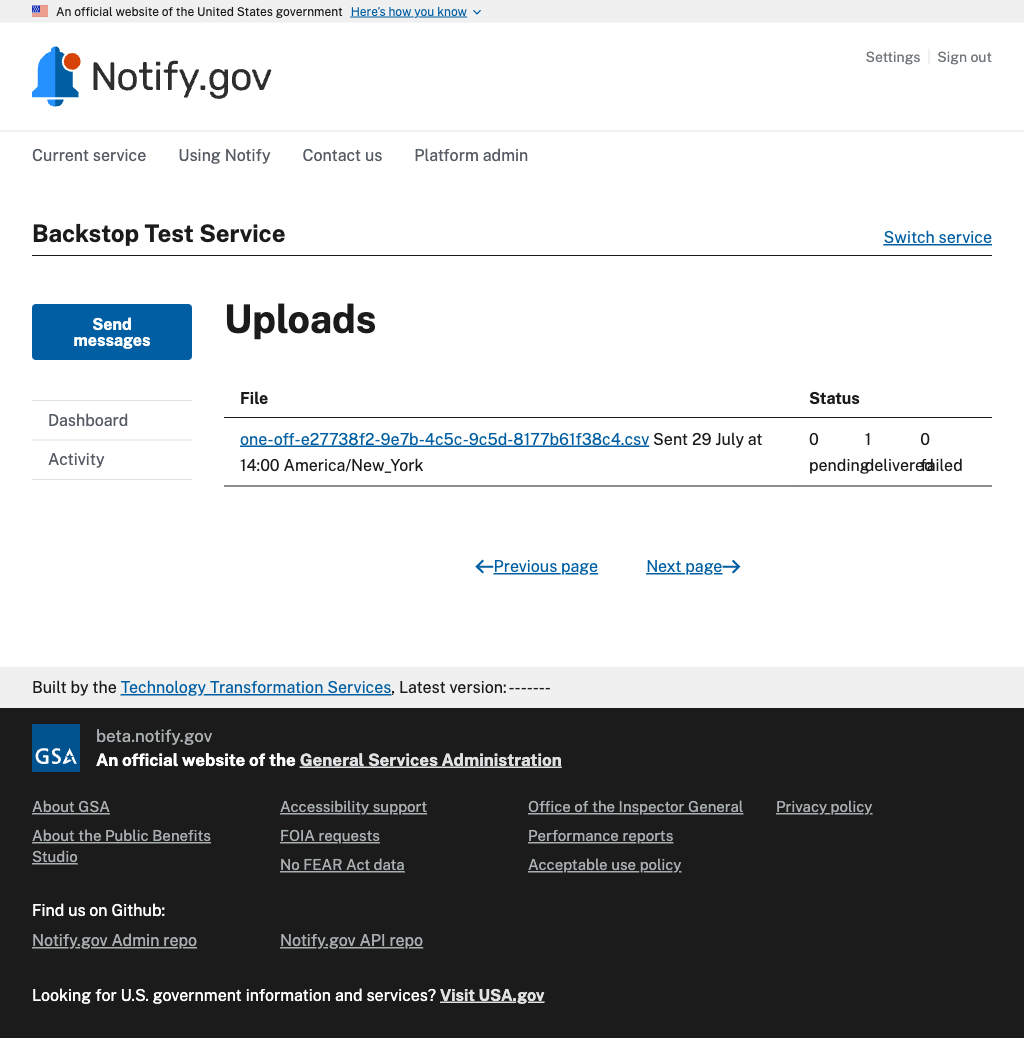 An official website of the United States government Here's how you know
Notify.gov
Settings Sign out
Current service Using Notify Contact us Platform admin
Backstop Test Service
Switch service
Send
messages
Dashboard
Activity
Uploads
File Status
one-off-e27738f2-9e7b-4c5c-9c5d-8177b61f38c4.csv Sent 29 July at
14:00 America/New_York
0 1 0
pending delivered failed
Previous page Next page
Built by the Technology Transformation Services, Latest version: -------
GSA
beta.notify.gov
An official website of the General Services Administration
About GSA
About the Public Benefits
Studio
Accessibility support
FOIA requests
No FEAR Act data
Office of the Inspector General
Performance reports
Acceptable use policy
Privacy policy
Find us on Github:
Notify.gov Admin repo Notify.gov API repo
Looking for U.S. government information and services? Visit USA.gov